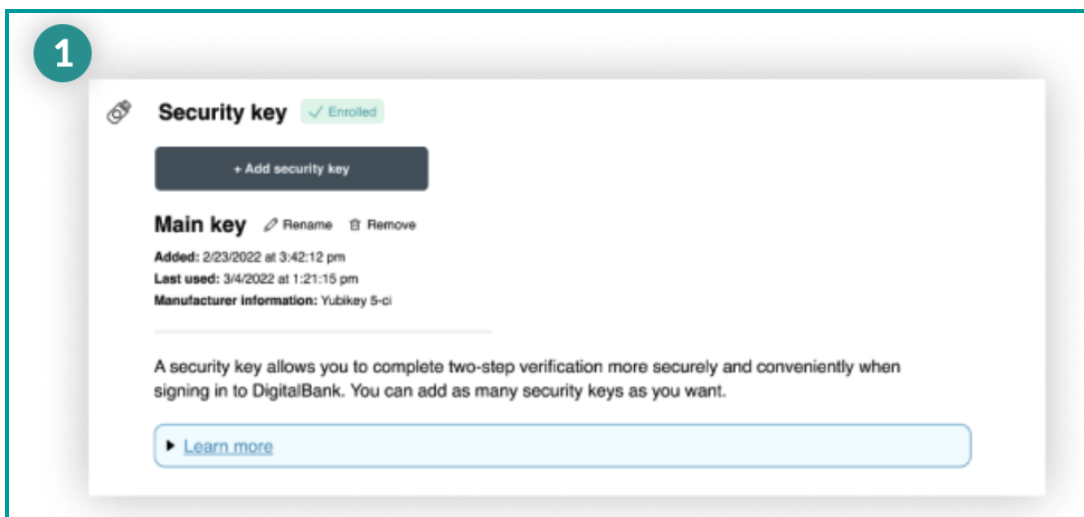 1
Security key ✓ Enrolled
+ Add security key
Main key Rename Remove
Added: 2/23/2022 at 3:42:12 pm
Last used: 3/4/2022 at 1:21:15 pm
Manufacturer information: Yubikey 5-ci
A security key allows you to complete two-step verification more securely and conveniently when
signing in to DigitalBank. You can add as many security keys as you want.
Learn more